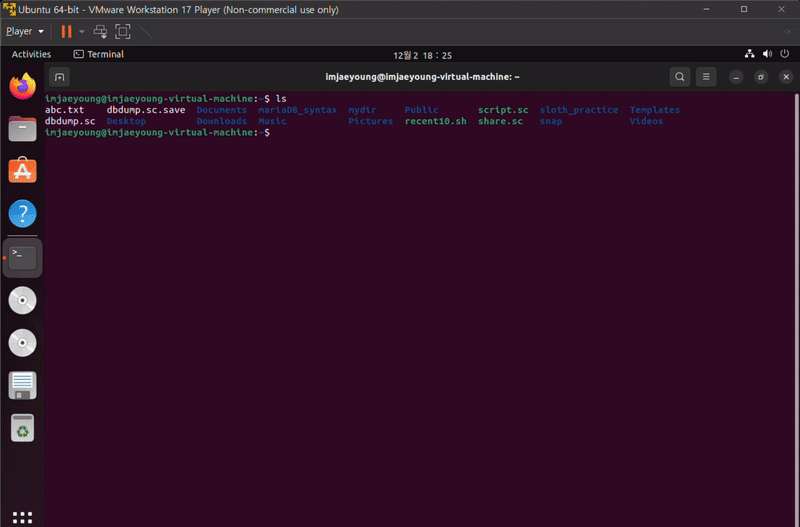 Ubuntu 64-bit - VMware Workstation 17 Player (Non-commercial use only)
Player
Activities Terminal 12월 2 18 : 25
imjaeyoung@imjaeyoung-virtual-machine: ~
imjaeyoung@imjaeyoung-virtual-machine:~$ ls
abc.txt dbdump.sc.save Documents mariaDB_syntax mydir Public script.sc sloth_practice Templates
dbdump.sc Desktop Downloads Music Pictures recent10.sh share.sc snap Videos
imjaeyoung@imjaeyoung-virtual-machine:~$